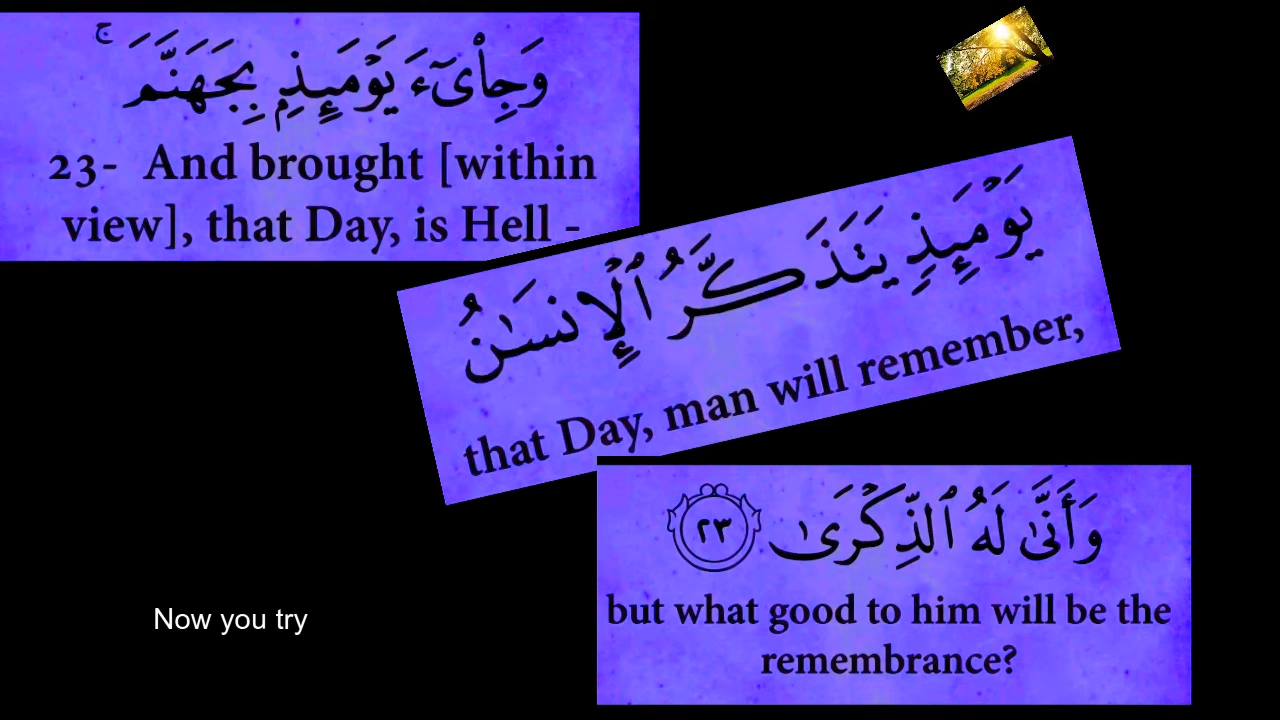 وَجِا۟ىٓءَ يَوْمَئِذٍۭ بِجَهَنَّمَ ۚ
23- And brought [within
view], that Day, is Hell -
يَوْمَئِذٍ يَتَذَكَّرُ ٱلْإِنسَـٰنُ
that Day, man will remember,
وَأَنَّىٰ لَهُ ٱلذِّكْرَىٰ ٢٣
but what good to him will be the
remembrance?
Now you try